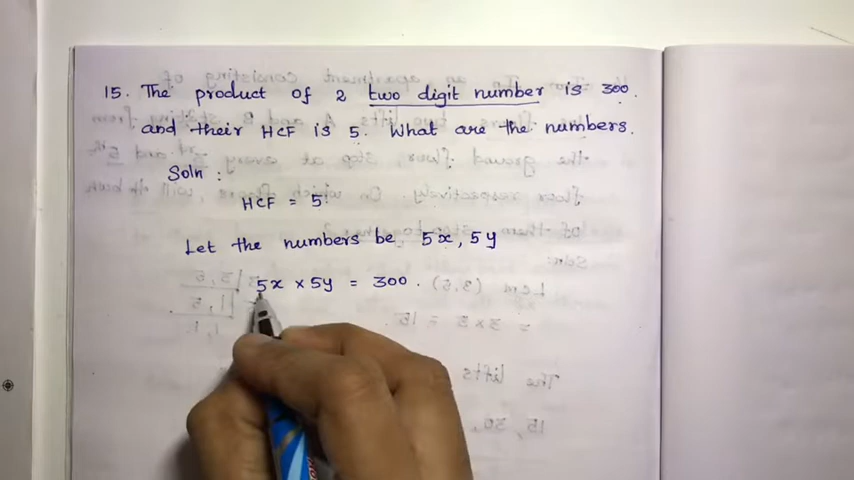 15. The product of 2 two digit number is 300.
and their HCF is 5. What are the numbers.
Soln :
HCF = 5
Let the numbers be 5x, 5y
5x × 5y = 300.